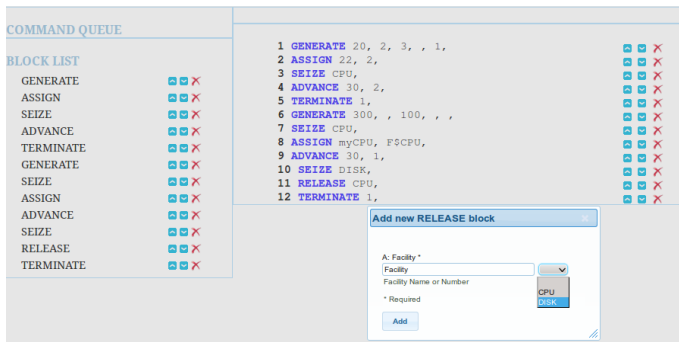 COMMAND QUEUE
BLOCK LIST
GENERATE
ASSIGN
SEIZE
ADVANCE
TERMINATE
GENERATE
SEIZE
ASSIGN
ADVANCE
SEIZE
RELEASE
TERMINATE
1 GENERATE 20, 2, 3, , 1,
2 ASSIGN 22, 2,
3 SEIZE CPU,
4 ADVANCE 30, 2,
5 TERMINATE 1,
6 GENERATE 300, , 100, , ,
7 SEIZE CPU,
8 ASSIGN myCPU, F$CPU,
9 ADVANCE 30, 1,
10 SEIZE DISK,
11 RELEASE CPU,
12 TERMINATE 1,
Add new RELEASE block
A: Facility *
Facility
Facility Name or Number
CPU
DISK
* Required
Add